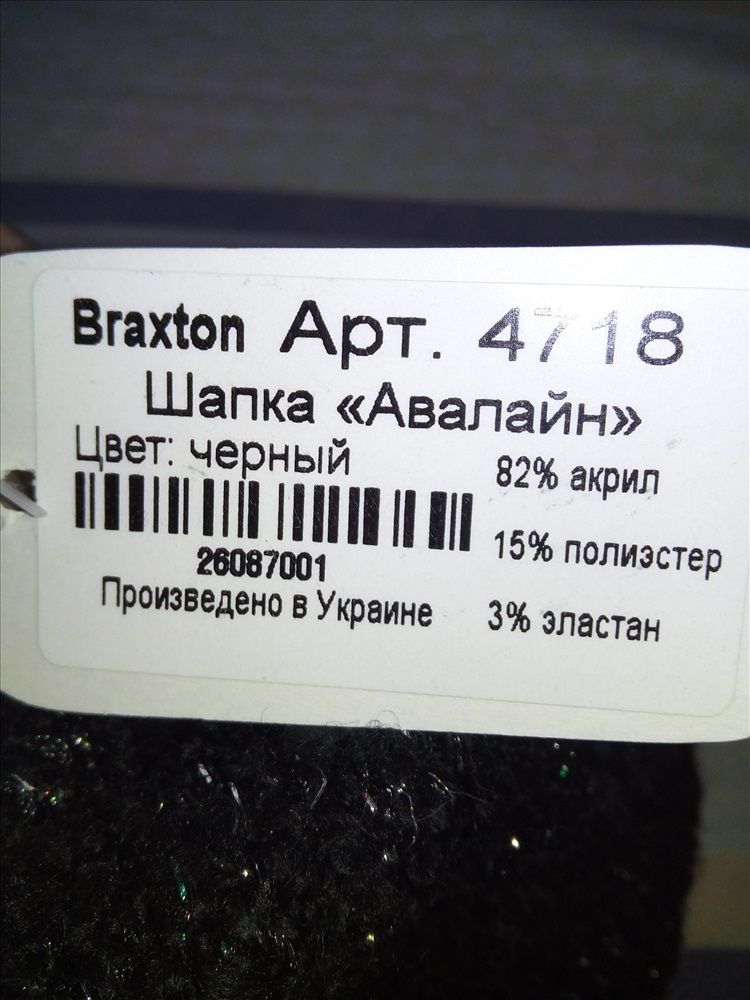 Braxton Арт. 4718
Шапка «Авалайн»
Цвет: черный
82% акрил
26087001
15% полиэстер
Произведено в Украине
3% эластан